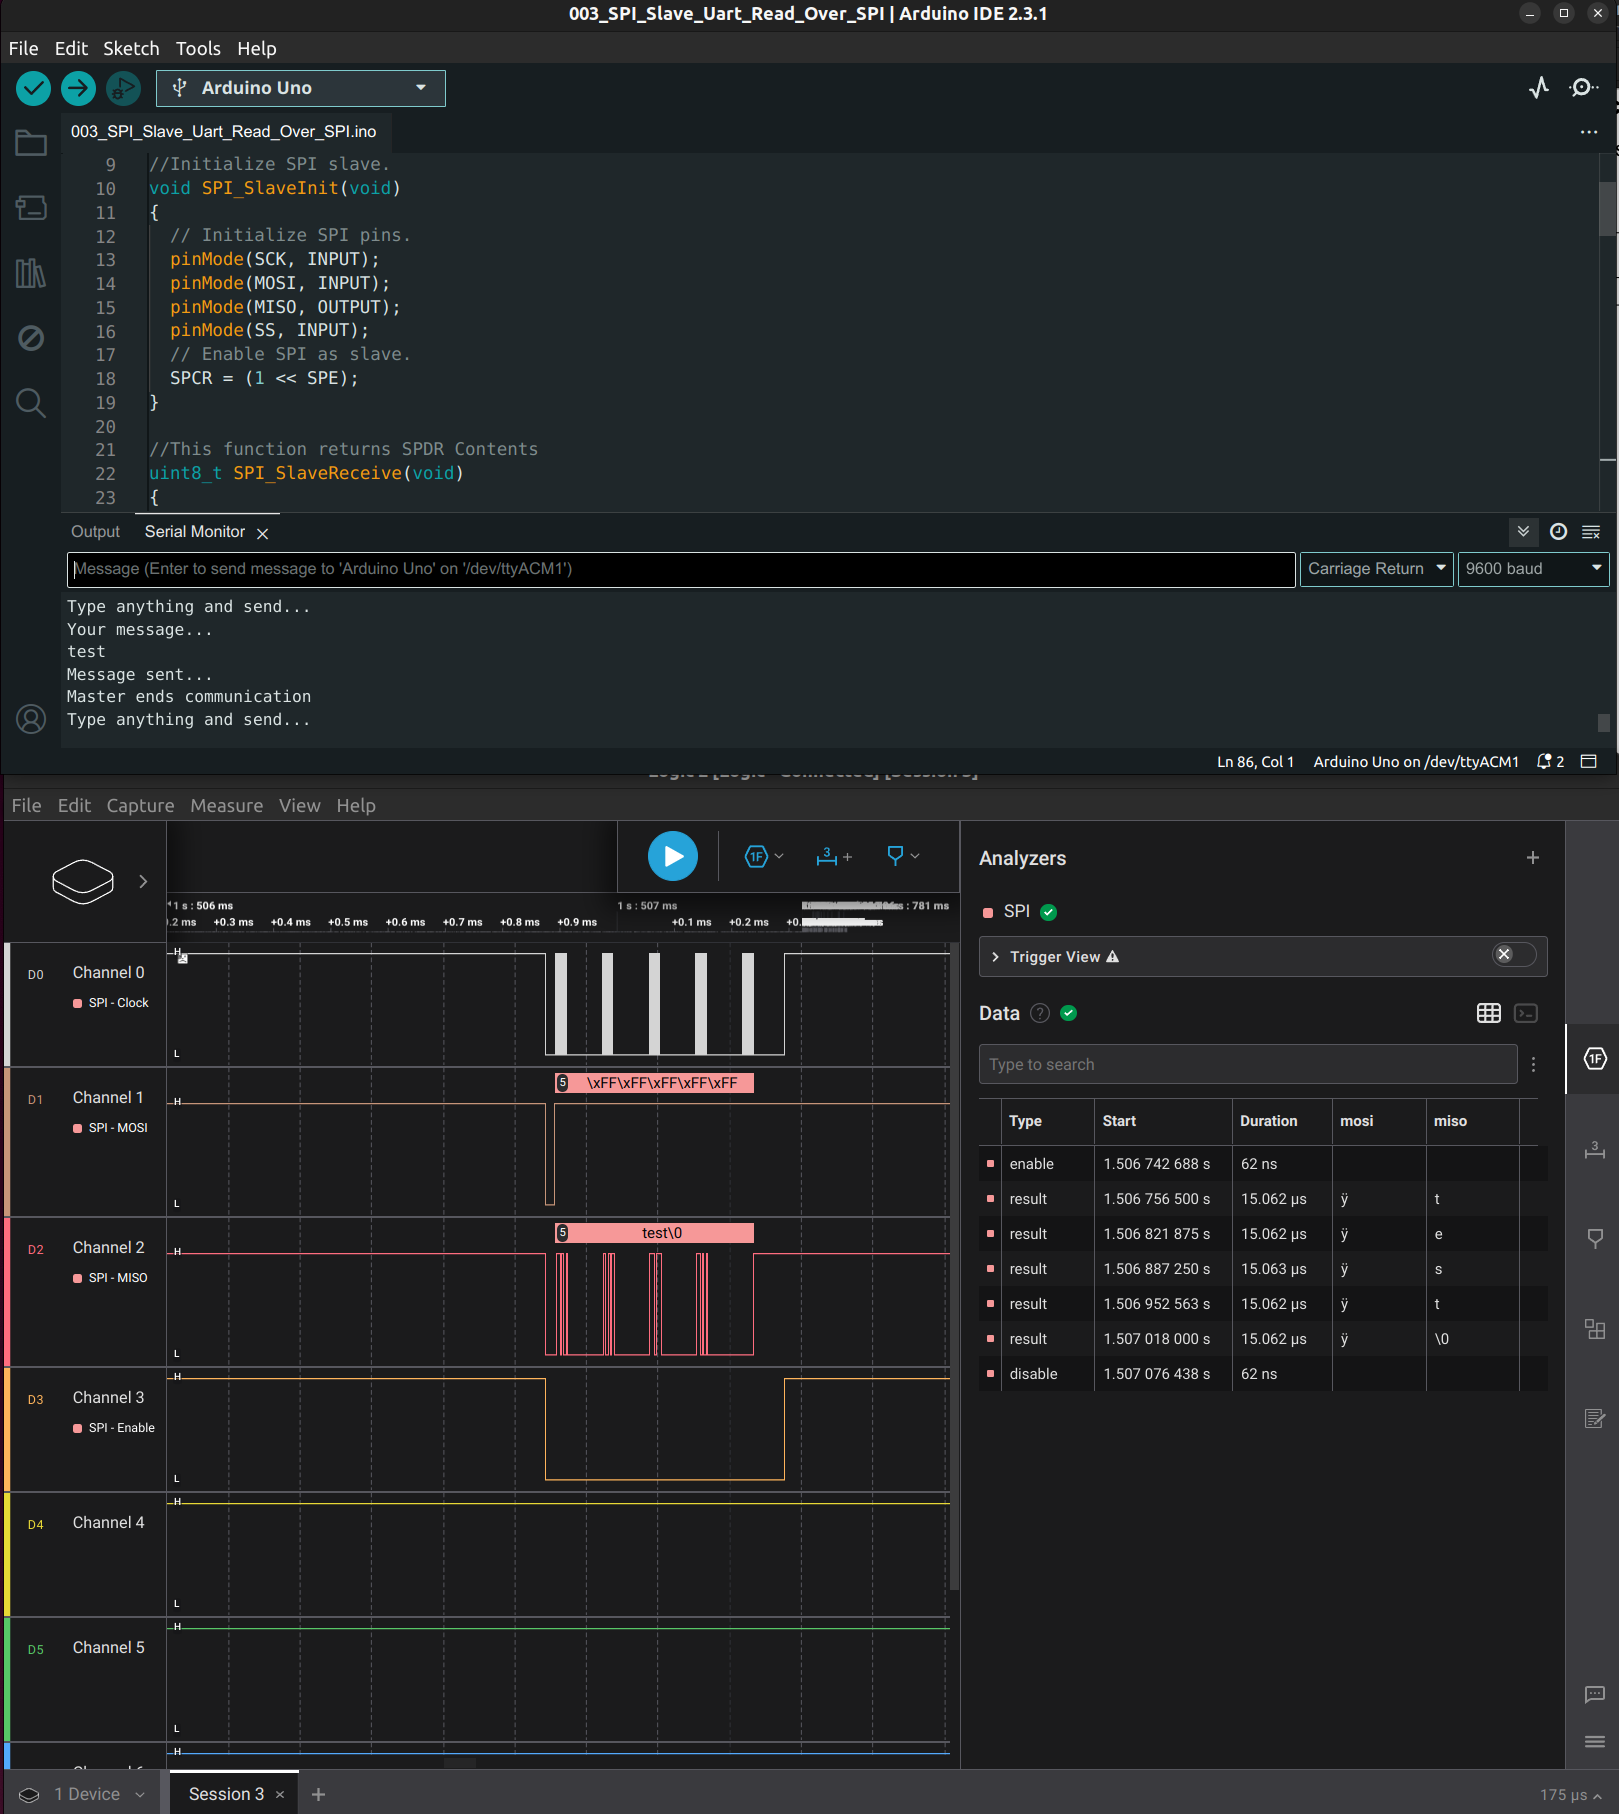 003_SPI_Slave_Uart_Read_Over_SPI | Arduino IDE 2.3.1
File Edit Sketch Tools Help
Arduino Uno
003_SPI_Slave_Uart_Read_Over_SPI.ino
9 //Initialize SPI slave.
10 void SPI_SlaveInit(void)
11 {
12 // Initialize SPI pins.
13 pinMode(SCK, INPUT);
14 pinMode(MOSI, INPUT);
15 pinMode(MISO, OUTPUT);
16 pinMode(SS, INPUT);
17 // Enable SPI as slave.
18 SPCR = (1 << SPE);
19 }
20
21 //This function returns SPDR Contents
22 uint8_t SPI_SlaveReceive(void)
23 {
Output Serial Monitor
Message (Enter to send message to 'Arduino Uno' on '/dev/ttyACM1') Carriage Return 9600 baud
Type anything and send...
Your message...
test
Message sent...
Master ends communication
Type anything and send...
Ln 86, Col 1 Arduino Uno on /dev/ttyACM1 2
File Edit Capture Measure View Help
1F 3
1 s : 506 ms 1 s : 507 ms : 781 ms
+0.3 ms +0.4 ms +0.5 ms +0.6 ms +0.7 ms +0.8 ms +0.9 ms +0.1 ms +0.2 ms
D0 Channel 0 H
SPI - Clock
L
D1 Channel 1 H
SPI - MOSI
5 \xFF\xFF\xFF\xFF\xFF
L
D2 Channel 2 H
SPI - MISO
5 test\0
L
D3 Channel 3 H
SPI - Enable
L
D4 Channel 4 H
L
D5 Channel 5 H
L
H
Analyzers
SPI
Trigger View
Data
Type to search
Type Start Duration mosi miso
enable 1.506 742 688 s 62 ns
result 1.506 756 500 s 15.062 µs ÿ t
result 1.506 821 875 s 15.062 µs ÿ e
result 1.506 887 250 s 15.063 µs ÿ s
result 1.506 952 563 s 15.062 µs ÿ t
result 1.507 018 000 s 15.062 µs ÿ \0
disable 1.507 076 438 s 62 ns
1F
3
1 Device Session 3 175 µs